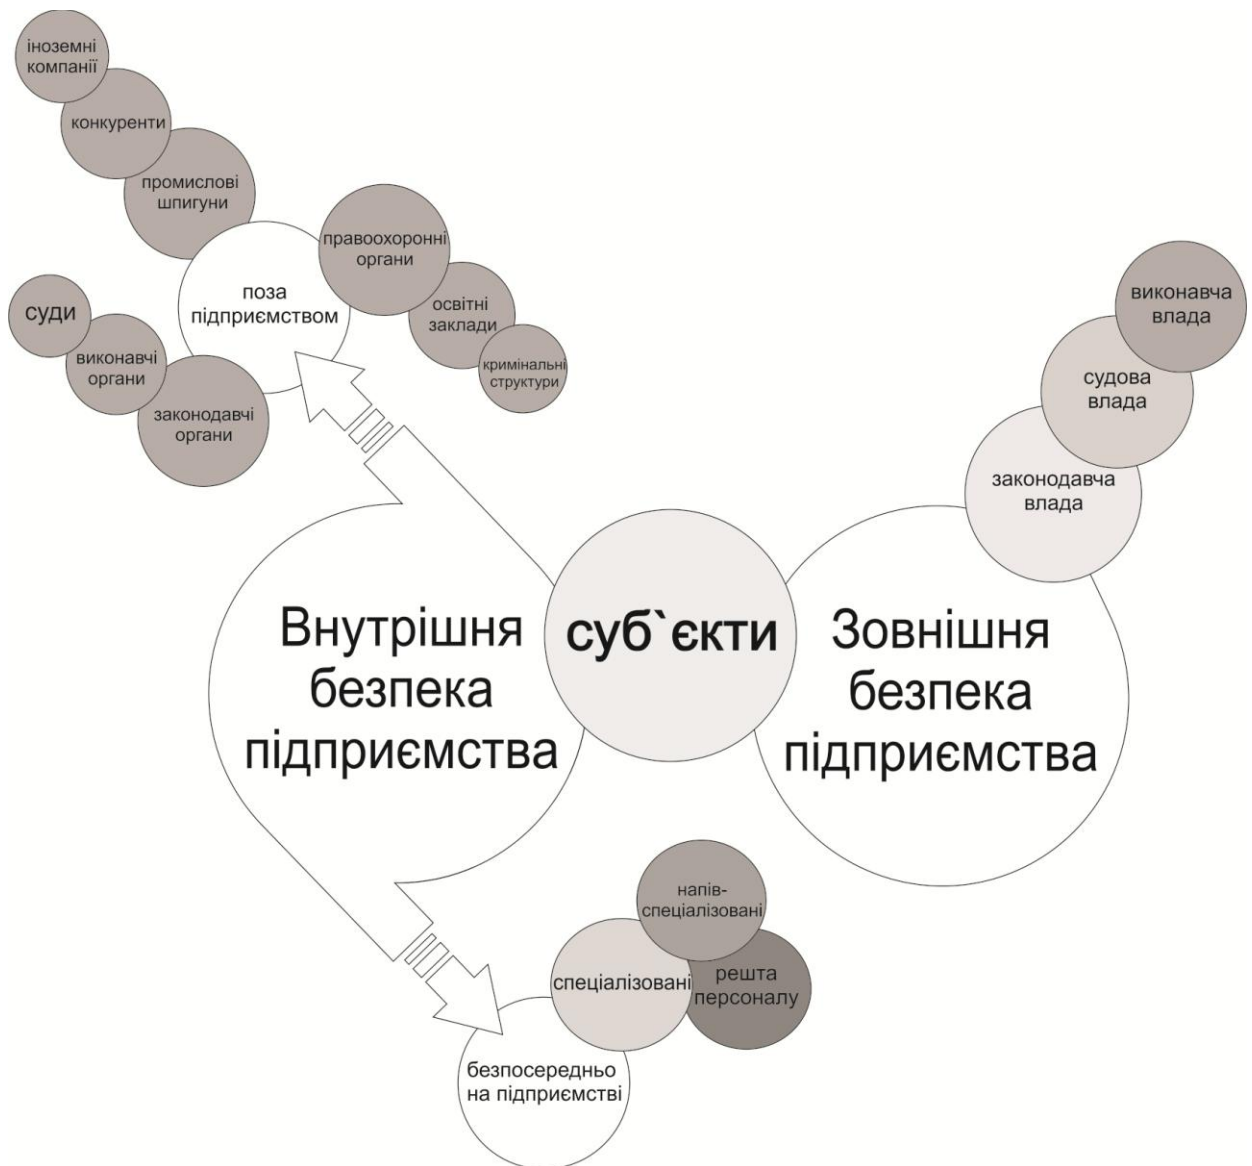 іноземні
компанії
конкуренти
промислові
шпигуни
правоохоронні
органи
освітні
заклади
кримінальні
структури
поза
підприємством
суди
виконавчі
органи
законодавчі
органи
виконавча
влада
судова
влада
законодавча
влада
Внутрішня
безпека
підприємства
суб`єкти
Зовнішня
безпека
підприємства
напів-
спеціалізовані
спеціалізовані
решта
персоналу
безпосередньо
на підприємстві